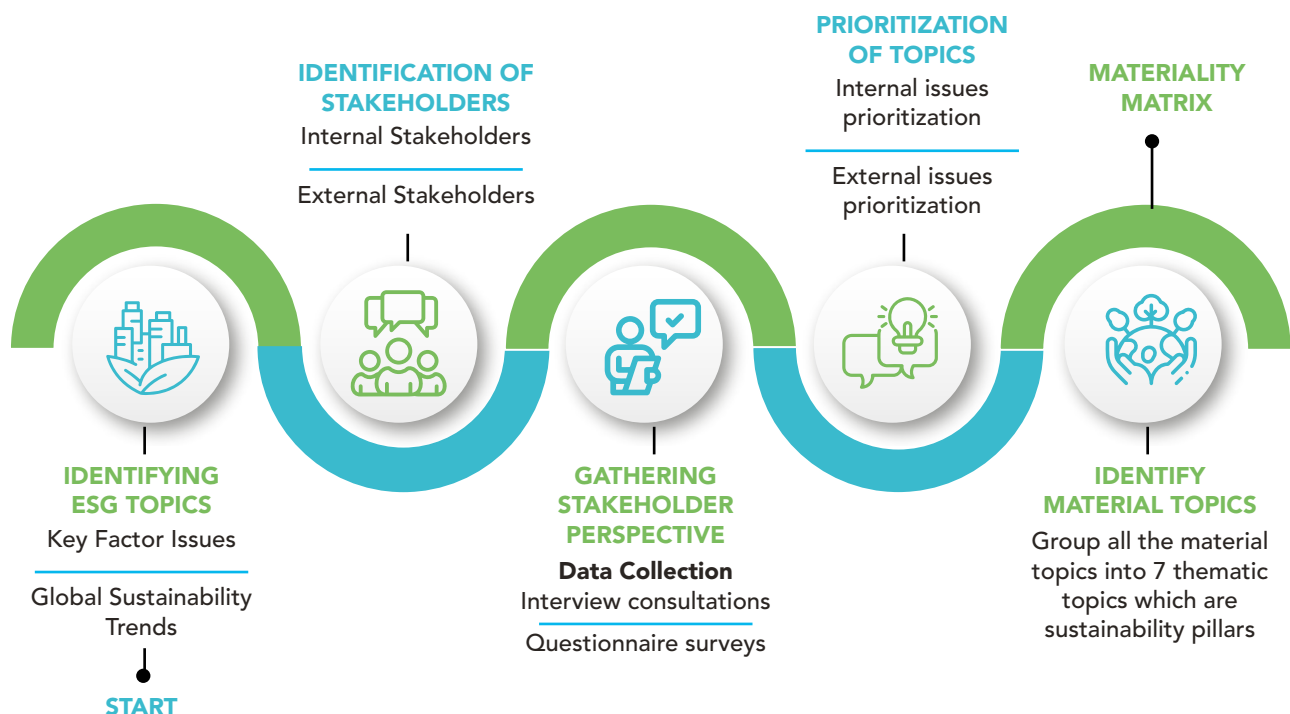 IDENTIFYING
ESG TOPICS
Key Factor Issues
Global Sustainability
Trends
START
IDENTIFICATION OF
STAKEHOLDERS
Internal Stakeholders
External Stakeholders
GATHERING
STAKEHOLDER
PERSPECTIVE
Data Collection
Interview consultations
Questionnaire surveys
PRIORITIZATION
OF TOPICS
Internal issues
prioritization
External issues
prioritization
MATERIALITY
MATRIX
IDENTIFY
MATERIAL TOPICS
Group all the material
topics into 7 thematic
topics which are
sustainability pillars